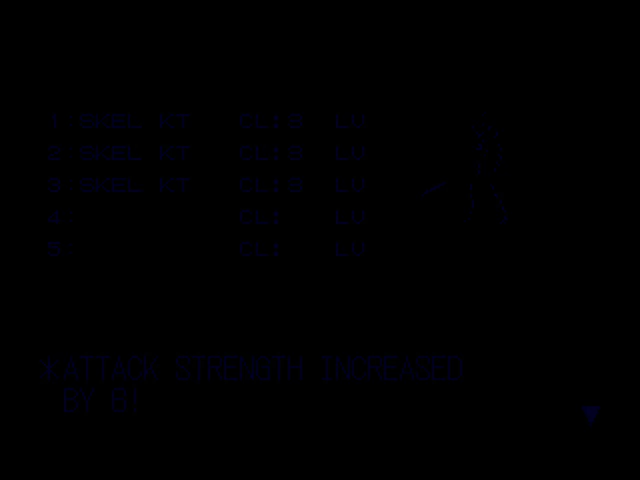 1 SKEL KT CL: S LV
2 SKEL KT CL: S LV
3 SKEL KT CL: S LV
4 CL: LV
5 CL: LV
*ATTACK STRENGTH INCREASED
BY 6!